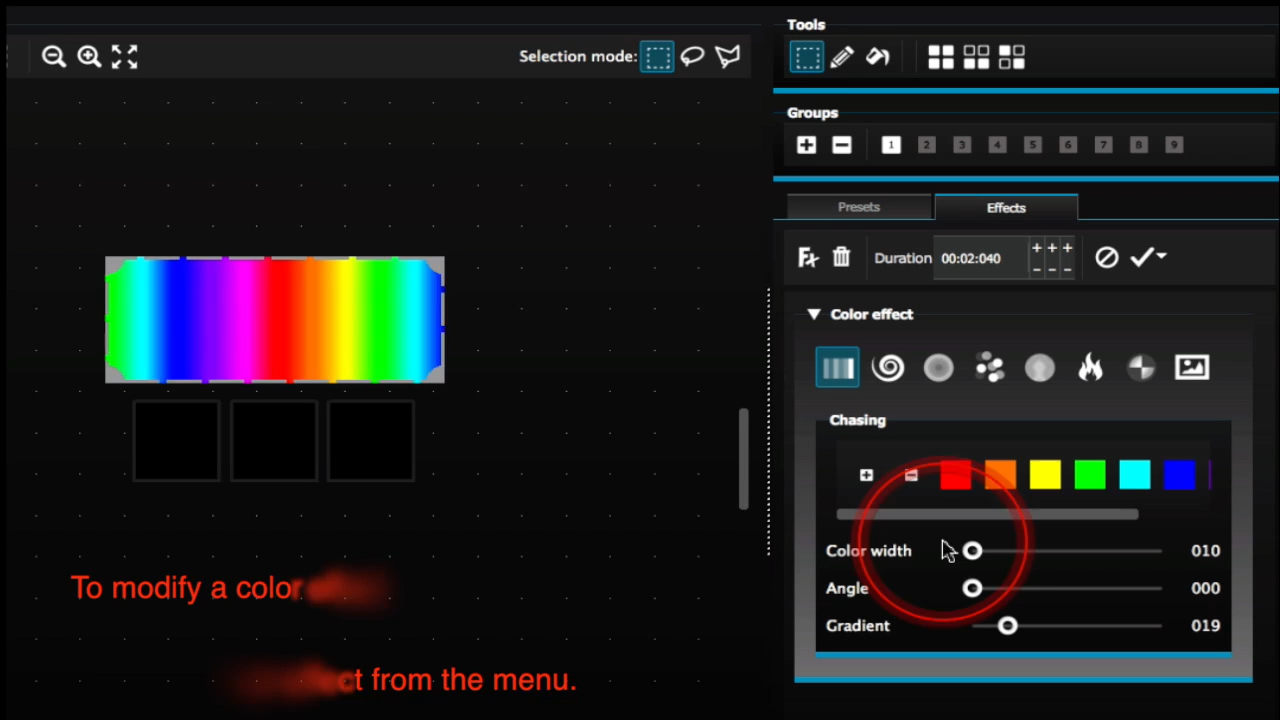 Tools
Selection mode:
Groups
1 2 3 4 5 6 7 8 9
Presets Effects
Fx Duration 00:02:040
Color effect
Chasing
Color width 010
Angle 000
To modify a color
Gradient 019
from the menu.